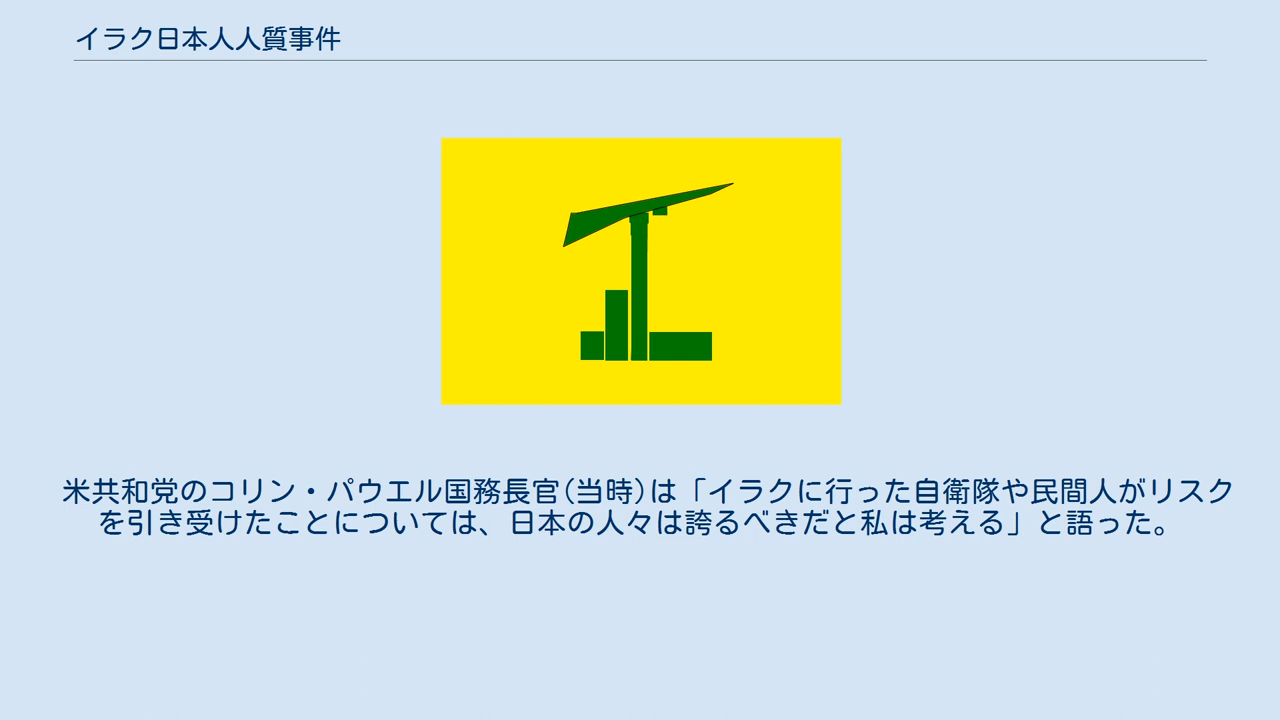 イラク日本人人質事件
米共和党のコリン・パウエル国務長官(当時)は「イラクに行った自衛隊や民間人がリスク
を引き受けたことについては、日本の人々は誇るべきだと私は考える」と語った。